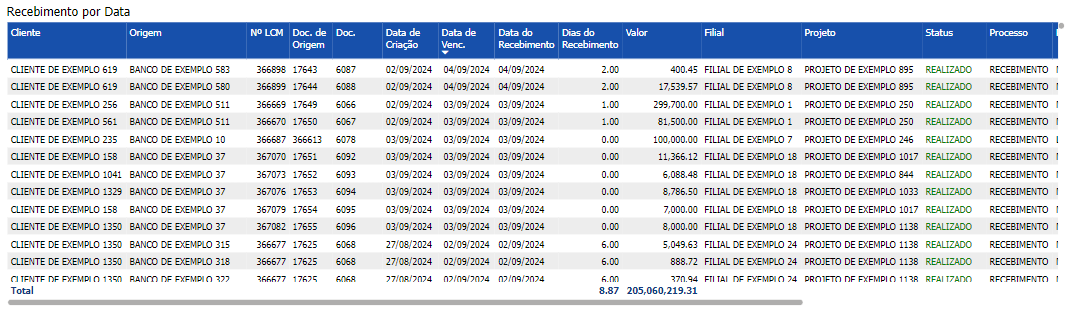 Recebimento por Data
Cliente Origem Nº LCM Doc. de Origem Doc. Data de Criação Data de Venc. Data do Recebimento Dias do Recebimento Valor Filial Projeto Status Processo
CLIENTE DE EXEMPLO 619 BANCO DE EXEMPLO 583 366898 17643 6087 02/09/2024 04/09/2024 04/09/2024 2.00 400.45 FILIAL DE EXEMPLO 8 PROJETO DE EXEMPLO 895 REALIZADO RECEBIMENTO
CLIENTE DE EXEMPLO 619 BANCO DE EXEMPLO 580 366899 17644 6088 02/09/2024 04/09/2024 04/09/2024 2.00 17,539.57 FILIAL DE EXEMPLO 8 PROJETO DE EXEMPLO 895 REALIZADO RECEBIMENTO
CLIENTE DE EXEMPLO 256 BANCO DE EXEMPLO 511 366669 17649 6066 02/09/2024 03/09/2024 03/09/2024 1.00 299,700.00 FILIAL DE EXEMPLO 1 PROJETO DE EXEMPLO 250 REALIZADO RECEBIMENTO
CLIENTE DE EXEMPLO 561 BANCO DE EXEMPLO 511 366670 17650 6067 02/09/2024 03/09/2024 03/09/2024 1.00 81,500.00 FILIAL DE EXEMPLO 1 PROJETO DE EXEMPLO 250 REALIZADO RECEBIMENTO
CLIENTE DE EXEMPLO 235 BANCO DE EXEMPLO 10 366687 366613 6078 03/09/2024 03/09/2024 03/09/2024 0.00 100,000.00 FILIAL DE EXEMPLO 7 PROJETO DE EXEMPLO 246 REALIZADO RECEBIMENTO
CLIENTE DE EXEMPLO 158 BANCO DE EXEMPLO 37 367070 17651 6092 03/09/2024 03/09/2024 03/09/2024 0.00 11,366.12 FILIAL DE EXEMPLO 18 PROJETO DE EXEMPLO 1017 REALIZADO RECEBIMENTO
CLIENTE DE EXEMPLO 1041 BANCO DE EXEMPLO 37 367073 17652 6093 03/09/2024 03/09/2024 03/09/2024 0.00 6,088.48 FILIAL DE EXEMPLO 18 PROJETO DE EXEMPLO 844 REALIZADO RECEBIMENTO
CLIENTE DE EXEMPLO 1329 BANCO DE EXEMPLO 37 367076 17653 6094 03/09/2024 03/09/2024 03/09/2024 0.00 8,786.50 FILIAL DE EXEMPLO 18 PROJETO DE EXEMPLO 1033 REALIZADO RECEBIMENTO
CLIENTE DE EXEMPLO 158 BANCO DE EXEMPLO 37 367079 17654 6095 03/09/2024 03/09/2024 03/09/2024 0.00 7,000.00 FILIAL DE EXEMPLO 18 PROJETO DE EXEMPLO 1017 REALIZADO RECEBIMENTO
CLIENTE DE EXEMPLO 1350 BANCO DE EXEMPLO 37 367082 17655 6096 03/09/2024 03/09/2024 03/09/2024 0.00 8,000.00 FILIAL DE EXEMPLO 18 PROJETO DE EXEMPLO 1138 REALIZADO RECEBIMENTO
CLIENTE DE EXEMPLO 1350 BANCO DE EXEMPLO 315 366677 17625 6068 27/08/2024 02/09/2024 02/09/2024 6.00 5,049.63 FILIAL DE EXEMPLO 24 PROJETO DE EXEMPLO 1138 REALIZADO RECEBIMENTO
CLIENTE DE EXEMPLO 1350 BANCO DE EXEMPLO 318 366677 17625 6068 27/08/2024 02/09/2024 02/09/2024 6.00 888.72 FILIAL DE EXEMPLO 24 PROJETO DE EXEMPLO 1138 REALIZADO RECEBIMENTO
CLIENTE DE EXEMPLO 1350 BANCO DE EXEMPLO 322 366677 17625 6068 27/08/2024 02/09/2024 02/09/2024 6.00 370.94 FILIAL DE EXEMPLO 24 PROJETO DE EXEMPLO 1138 REALIZADO RECEBIMENTO
Total 8.87 205,060,219.31